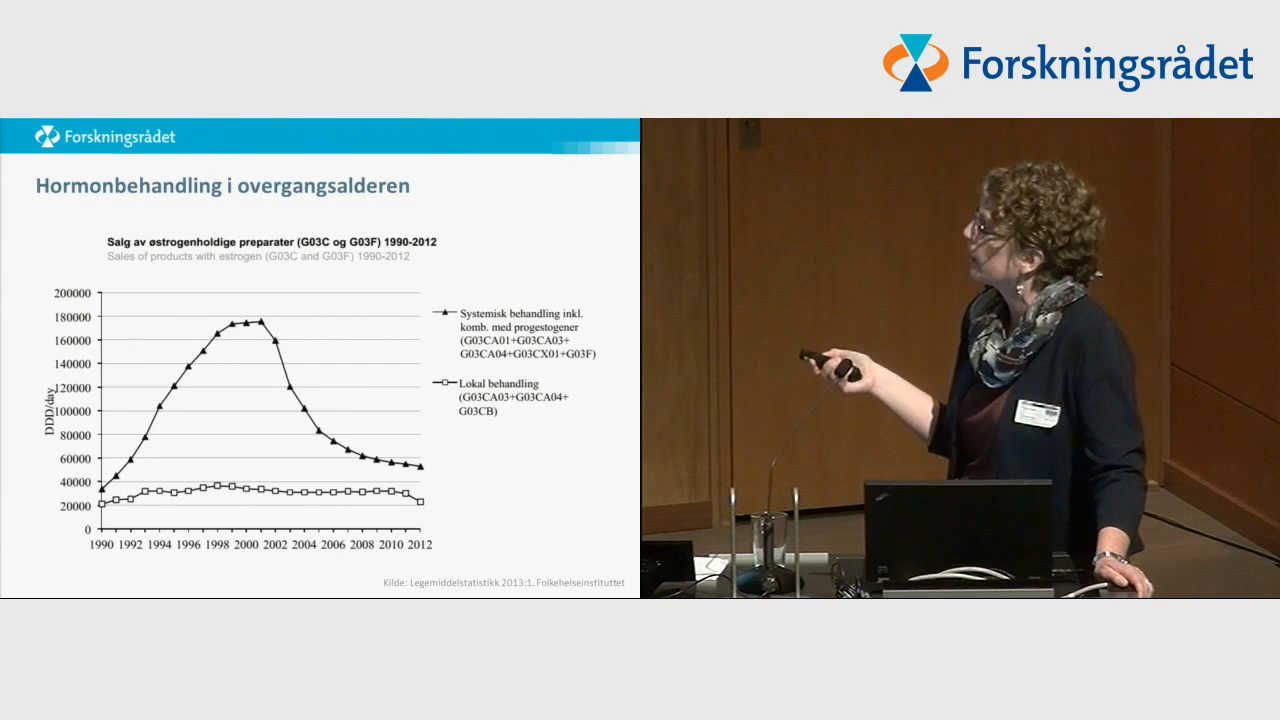 Forskningsrådet
Forskningsrådet
Hormonbehandling i overgangsalderen
Salg av østrogenholdige preparater (G03C og G03F) 1990-2012
Sales of products with estrogen (G03C and G03F) 1990-2012
DDD/day
200000
180000
160000
140000
120000
100000
80000
60000
40000
20000
0
1990 1992 1994 1996 1998 2000 2002 2004 2006 2008 2010 2012
Systemisk behandling inkl.
komb. med progestogener
(G03CA01+G03CA03+
G03CA04+G03CX01+G03F)
Lokal behandling
(G03CA03+G03CA04+
G03CB)
Kilde: Legemiddelstatistikk 2013:1. Folkehelseinstituttet